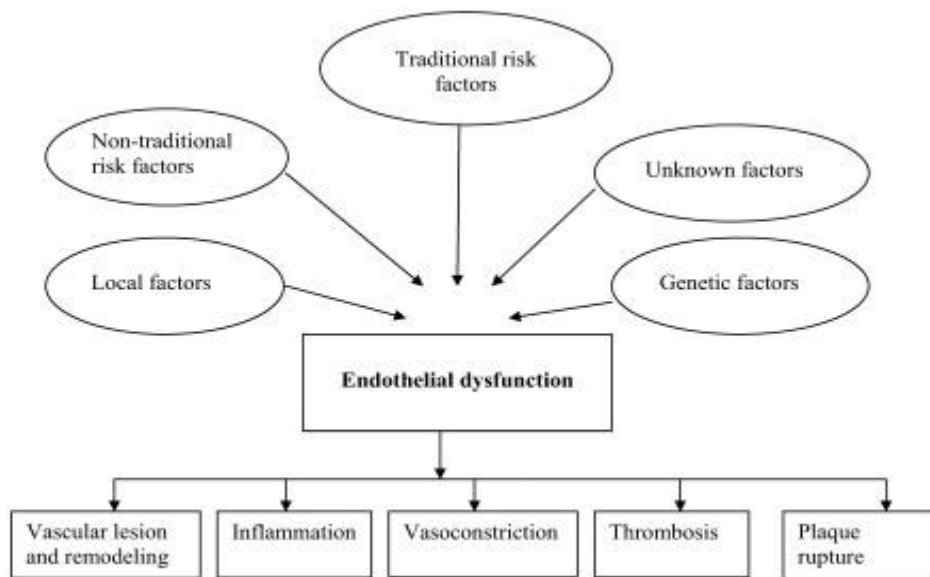 Traditional risk
factors
Non-traditional
risk factors
Unknown factors
Local factors
Genetic factors
Endothelial dysfunction
Vascular lesion
and remodeling
Inflammation
Vasoconstriction
Thrombosis
Plaque
rupture